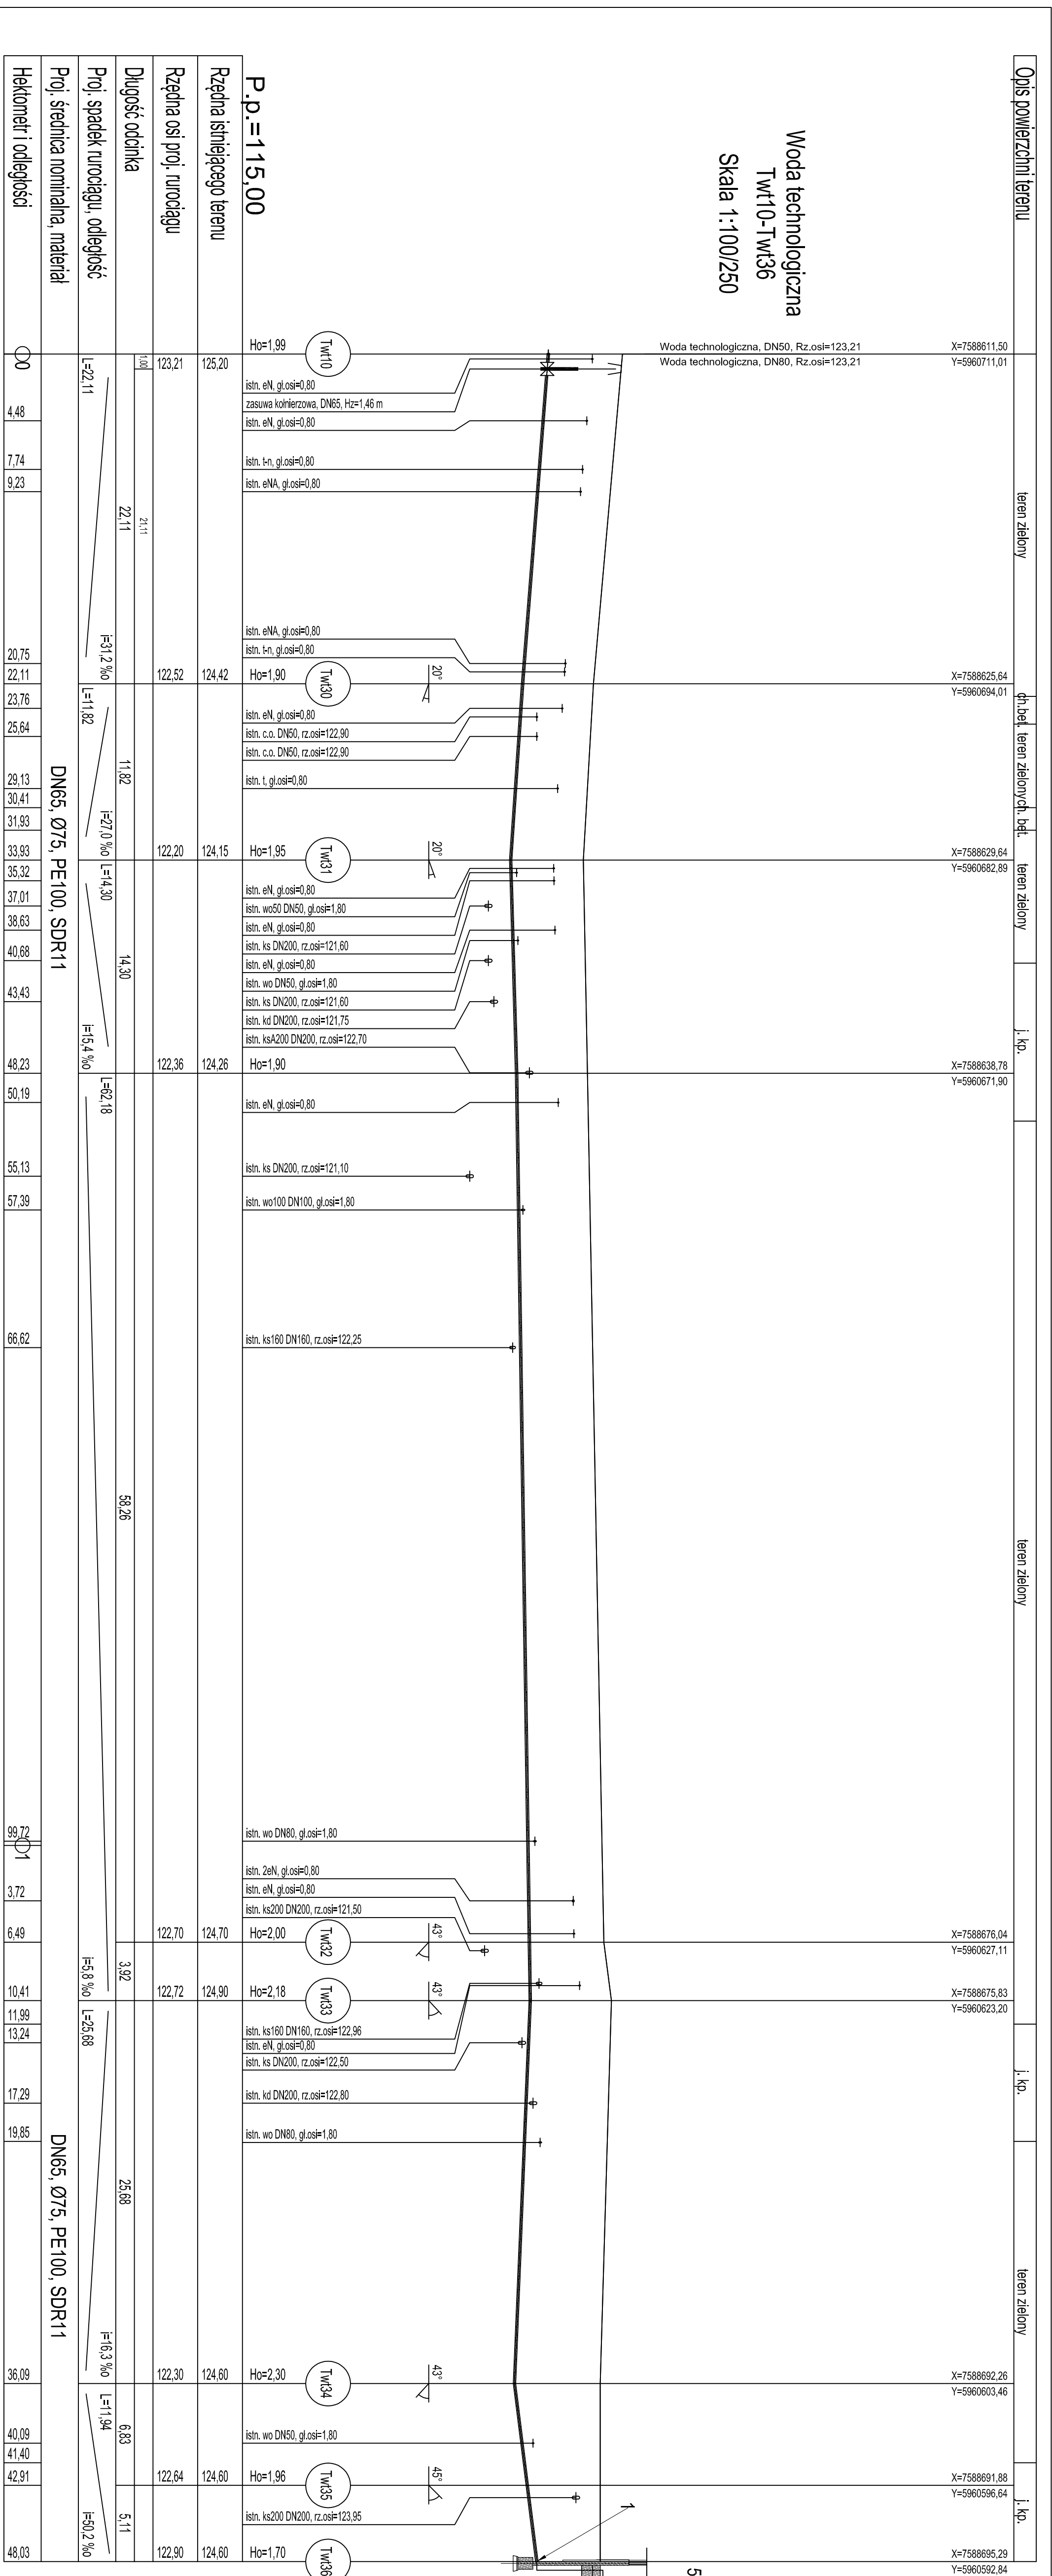 Woda technologiczna
Twt10-Twt36
Skala 1:100/250
P.p.=115,00
Opis powierzchni terenu
teren zielony
ch.bet.
teren zielony
ch. bet.
teren zielony
j. kp.
teren zielony
j. kp.
teren zielony
j. kp.
X=7588611,50
Y=5960711,01
X=7588625,64
Y=5960694,01
X=7588629,64
Y=5960682,89
X=7588638,78
Y=5960671,90
X=7588676,04
Y=5960627,11
X=7588675,83
Y=5960623,20
X=7588692,26
Y=5960603,46
X=7588691,88
Y=5960596,64
X=7588695,29
Y=5960592,84
Woda technologiczna, DN50, Rz.osi=123,21
Woda technologiczna, DN80, Rz.osi=123,21
1
5
20°
20°
43°
43°
43°
45°
Twt10
Twt30
Twt31
Twt32
Twt33
Twt34
Twt35
Twt36
Ho=1,99
istn. eN, gł.osi=0,80
zasuwa kołnierzowa, DN65, Hz=1,46 m
istn. eN, gł.osi=0,80
istn. t-n, gł.osi=0,80
istn. eNA, gł.osi=0,80
istn. eNA, gł.osi=0,80
istn. t-n, gł.osi=0,80
Ho=1,90
istn. eN, gł.osi=0,80
istn. c.o. DN50, rz.osi=122,90
istn. c.o. DN50, rz.osi=122,90
istn. t, gł.osi=0,80
Ho=1,95
istn. eN, gł.osi=0,80
istn. wo50 DN50, gł.osi=1,80
istn. eN, gł.osi=0,80
istn. ks DN200, rz.osi=121,60
istn. eN, gł.osi=0,80
istn. wo DN50, gł.osi=1,80
istn. ks DN200, rz.osi=121,60
istn. kd DN200, rz.osi=121,75
istn. ksA200 DN200, rz.osi=122,70
Ho=1,90
istn. eN, gł.osi=0,80
istn. ks DN200, rz.osi=121,10
istn. wo100 DN100, gł.osi=1,80
istn. ks160 DN160, rz.osi=122,25
istn. wo DN80, gł.osi=1,80
istn. 2eN, gł.osi=0,80
istn. eN, gł.osi=0,80
istn. ks200 DN200, rz.osi=121,50
Ho=2,00
Ho=2,18
istn. ks160 DN160, rz.osi=122,96
istn. eN, gł.osi=0,80
istn. ks DN200, rz.osi=122,50
istn. kd DN200, rz.osi=122,80
istn. wo DN80, gł.osi=1,80
Ho=2,30
istn. wo DN50, gł.osi=1,80
Ho=1,96
istn. ks200 DN200, rz.osi=123,95
Ho=1,70
Rzędna istniejącego terenu
125,20
124,42
124,15
124,26
124,70
124,90
124,60
124,60
124,60
Rzędna osi proj. rurociągu
123,21
122,52
122,20
122,36
122,70
122,72
122,30
122,64
122,90
Długość odcinka
1,00
21,11
22,11
11,82
14,30
58,26
3,92
25,68
6,83
5,11
Proj. spadek rurociągu, odległość
L=22,11
i=31,2 %o
L=11,82
i=27,0 %o
L=14,30
i=15,4 %o
L=62,18
i=5,8 %o
L=25,68
i=16,3 %o
L=11,94
i=50,2 %o
Proj. średnica nominalna, materiał
DN65, Ø75, PE100, SDR11
DN65, Ø75, PE100, SDR11
Hektometr i odległości
0
4,48
7,74
9,23
20,75
22,11
23,76
25,64
29,13
30,41
31,93
33,93
35,32
37,01
38,63
40,68
43,43
48,23
50,19
55,13
57,39
66,62
99,72
1
3,72
6,49
10,41
11,99
13,24
17,29
19,85
36,09
40,09
41,40
42,91
48,03